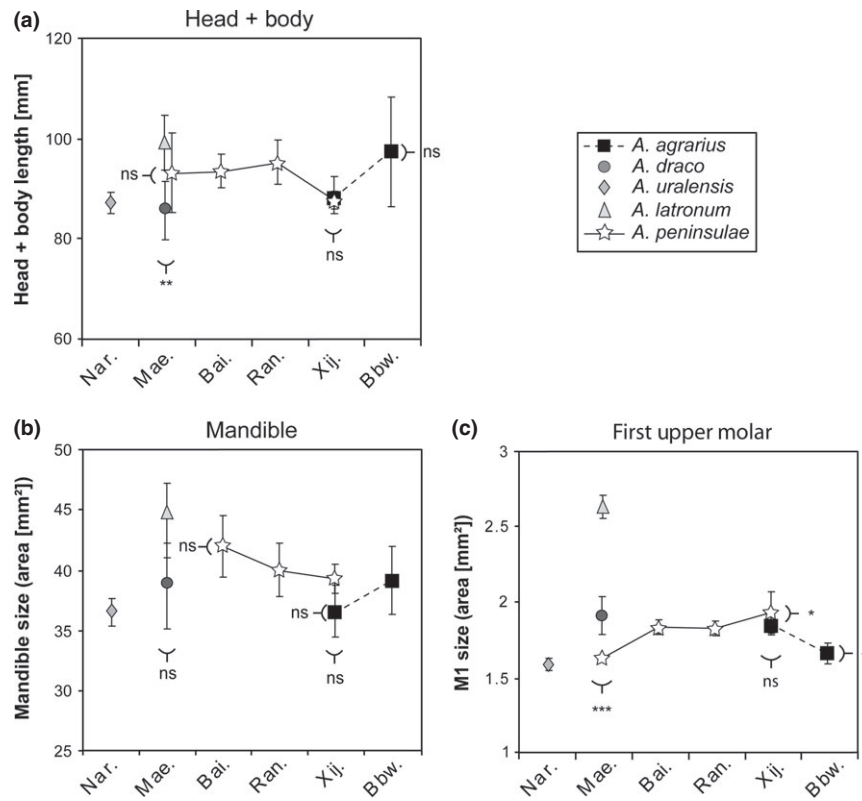 (a)
Head + body
120
100
80
60
Head + body length [mm]
ns
**
ns
ns
Nar.
Mae.
Bai.
Ran.
Xij.
Bbw.
A. agrarius
A. draco
A. uralensis
A. latronum
A. peninsulae
(b)
Mandible
50
45
40
35
30
25
Mandible size (area [mm²])
ns
ns
ns
ns
Nar.
Mae.
Bai.
Ran.
Xij.
Bbw.
(c)
First upper molar
3
2.5
2
1.5
1
M1 size (area [mm²])
***
*
ns
Nar.
Mae.
Bai.
Ran.
Xij.
Bbw.